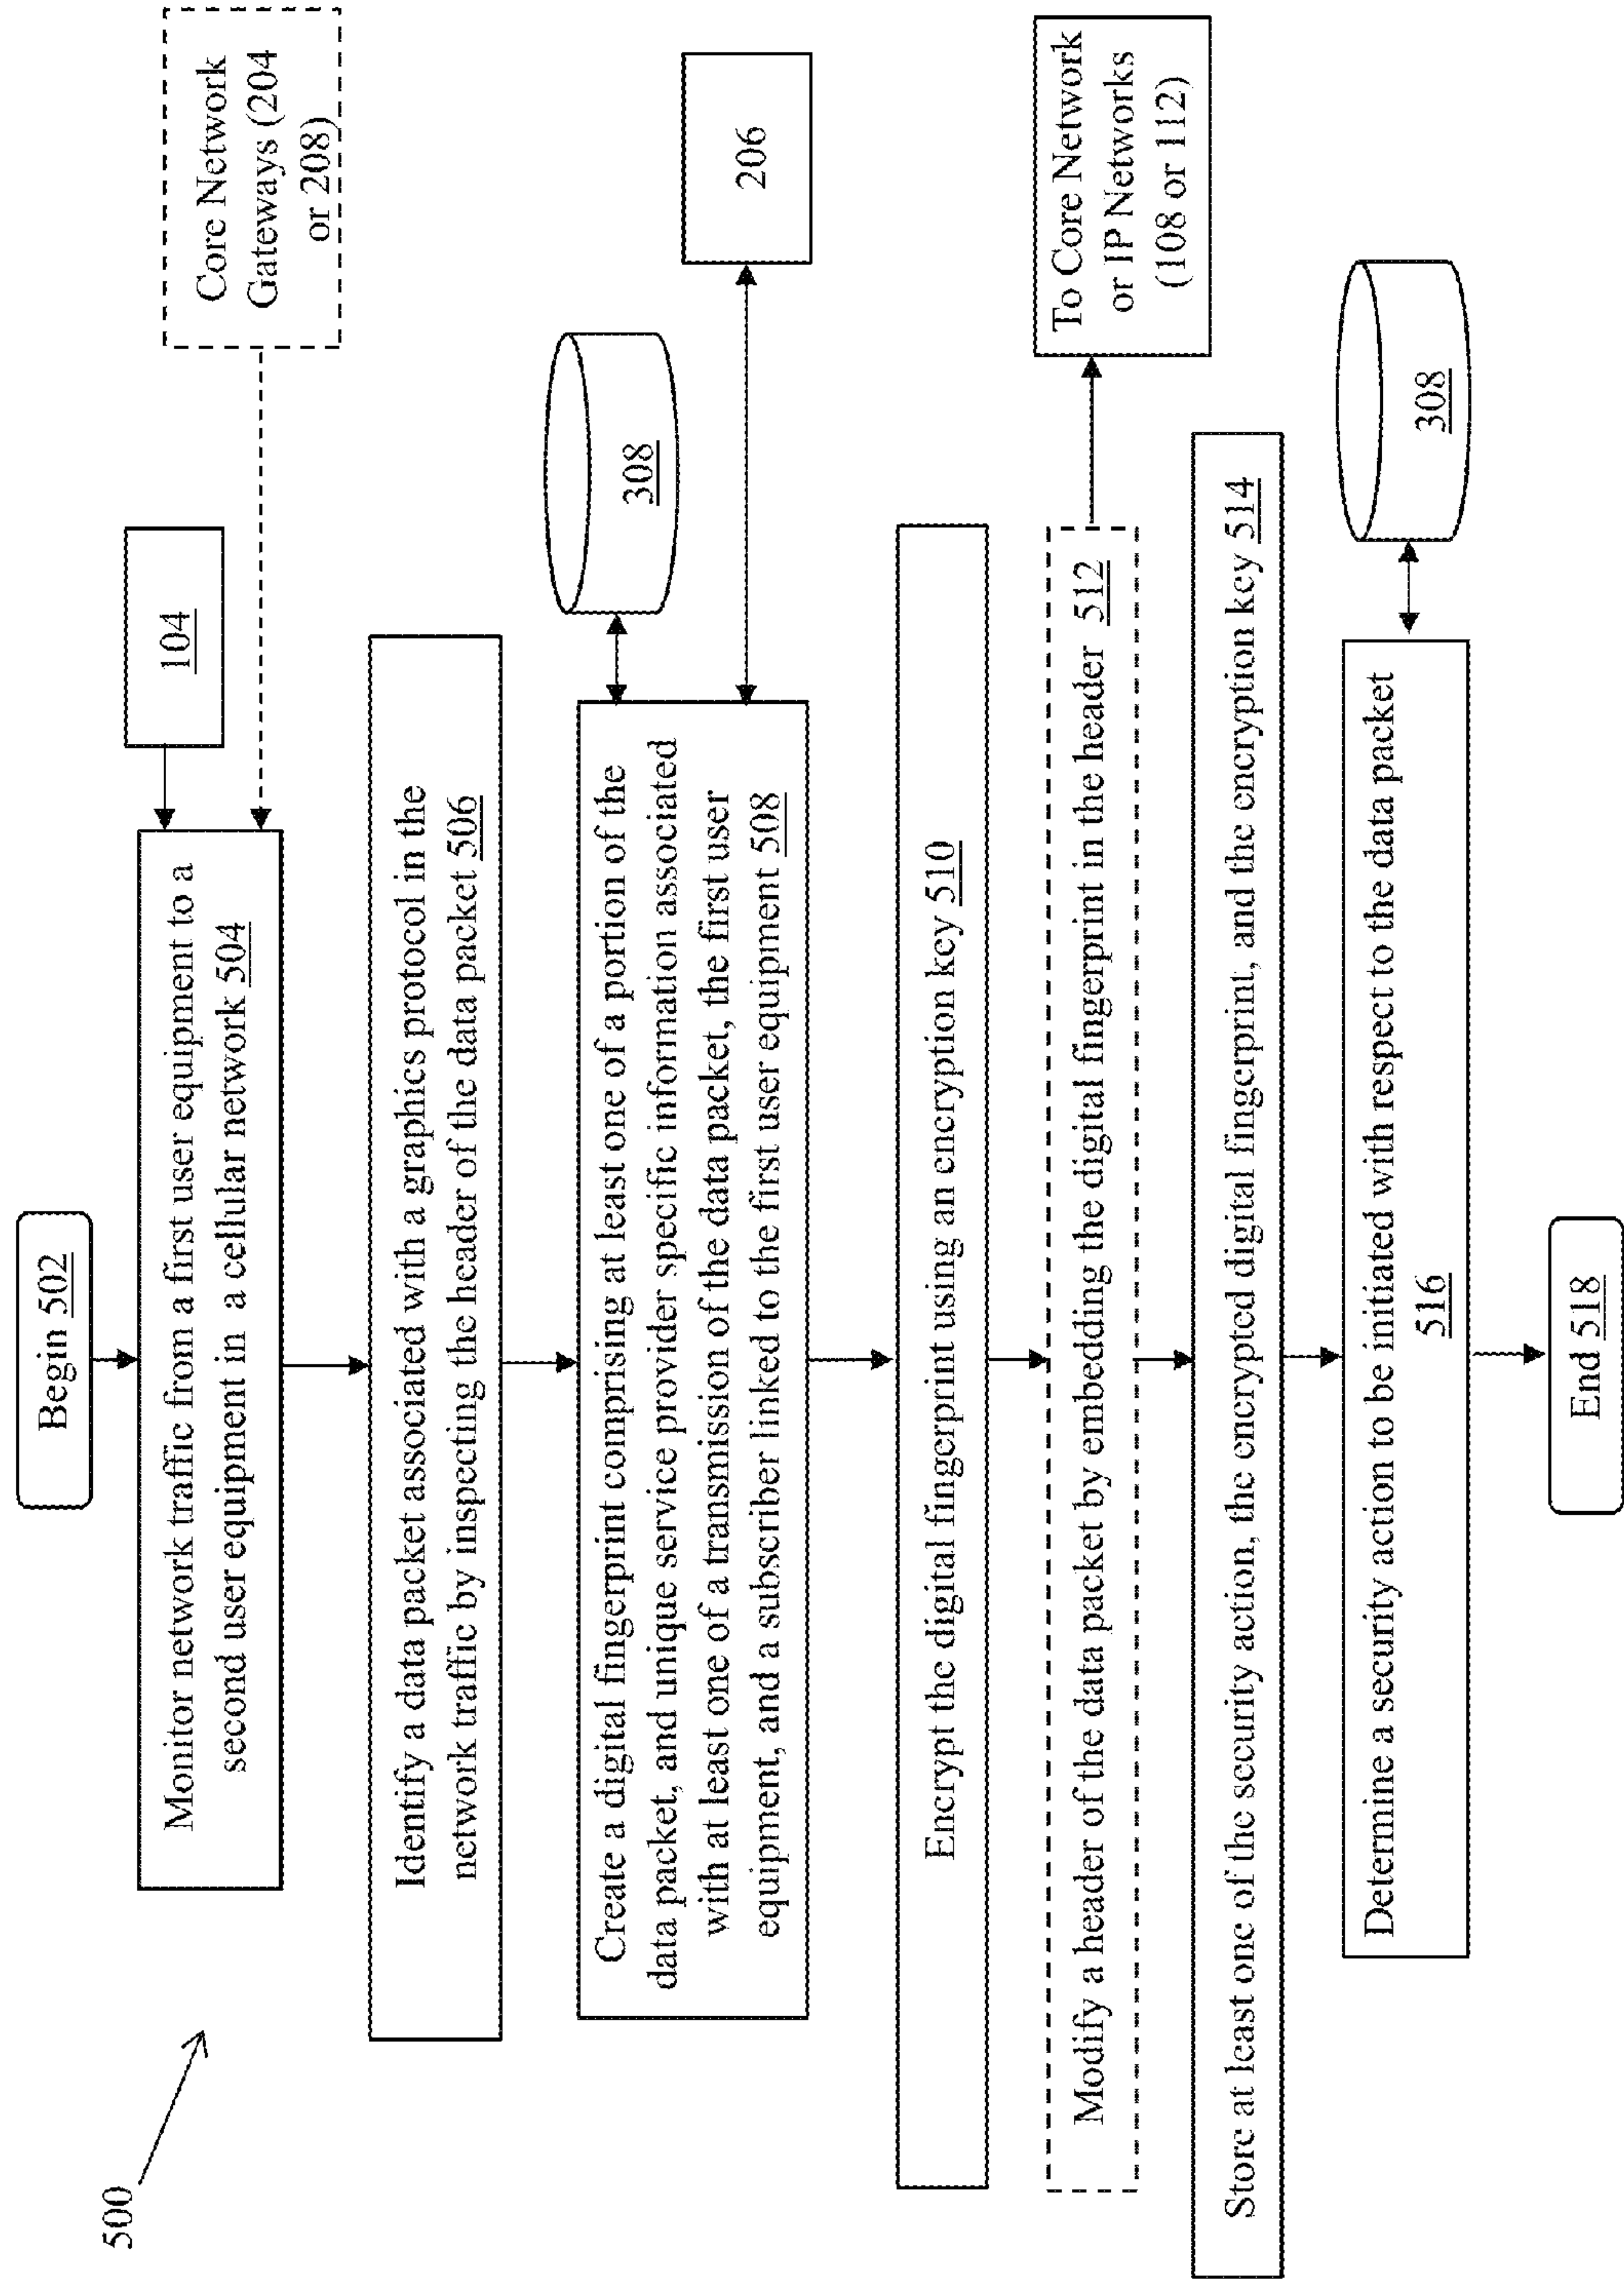 500
Begin 502
Monitor network traffic from a first user equipment to a
second user equipment in a cellular network 504
104
Core Network
Gateways (204
or 208)
Identify a data packet associated with a graphics protocol in the
network traffic by inspecting the header of the data packet 506
Create a digital fingerprint comprising at least one of a portion of the
data packet, and unique service provider specific information associated
with at least one of a transmission of the data packet, the first user
equipment, and a subscriber linked to the first user equipment 508
308
206
Encrypt the digital fingerprint using an encryption key 510
Modify a header of the data packet by embedding the digital fingerprint in the header 512
To Core Network
or IP Networks
(108 or 112)
Store at least one of the security action, the encrypted digital fingerprint, and the encryption key 514
Determine a security action to be initiated with respect to the data packet
516
308
End 518